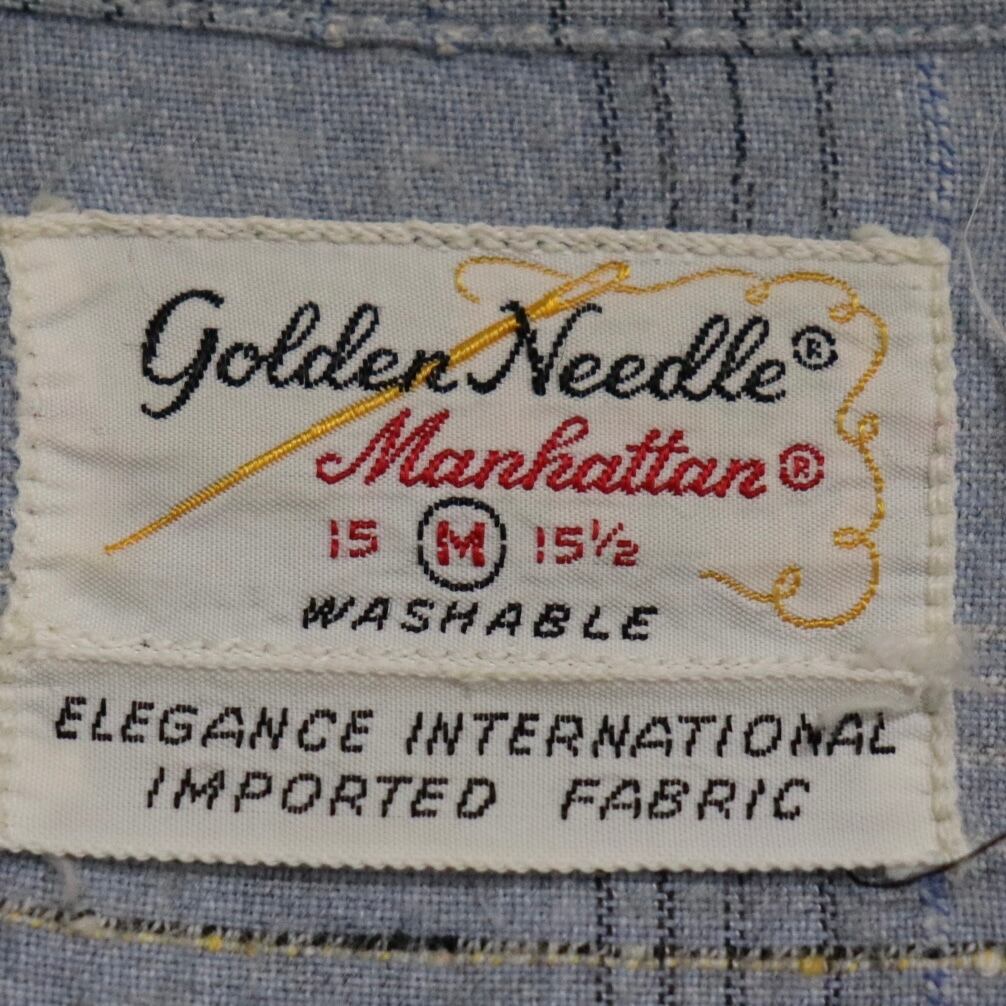 Golden Needle®
Manhattan®
15 M 15½
WASHABLE
ELEGANCE INTERNATIONAL
IMPORTED FABRIC